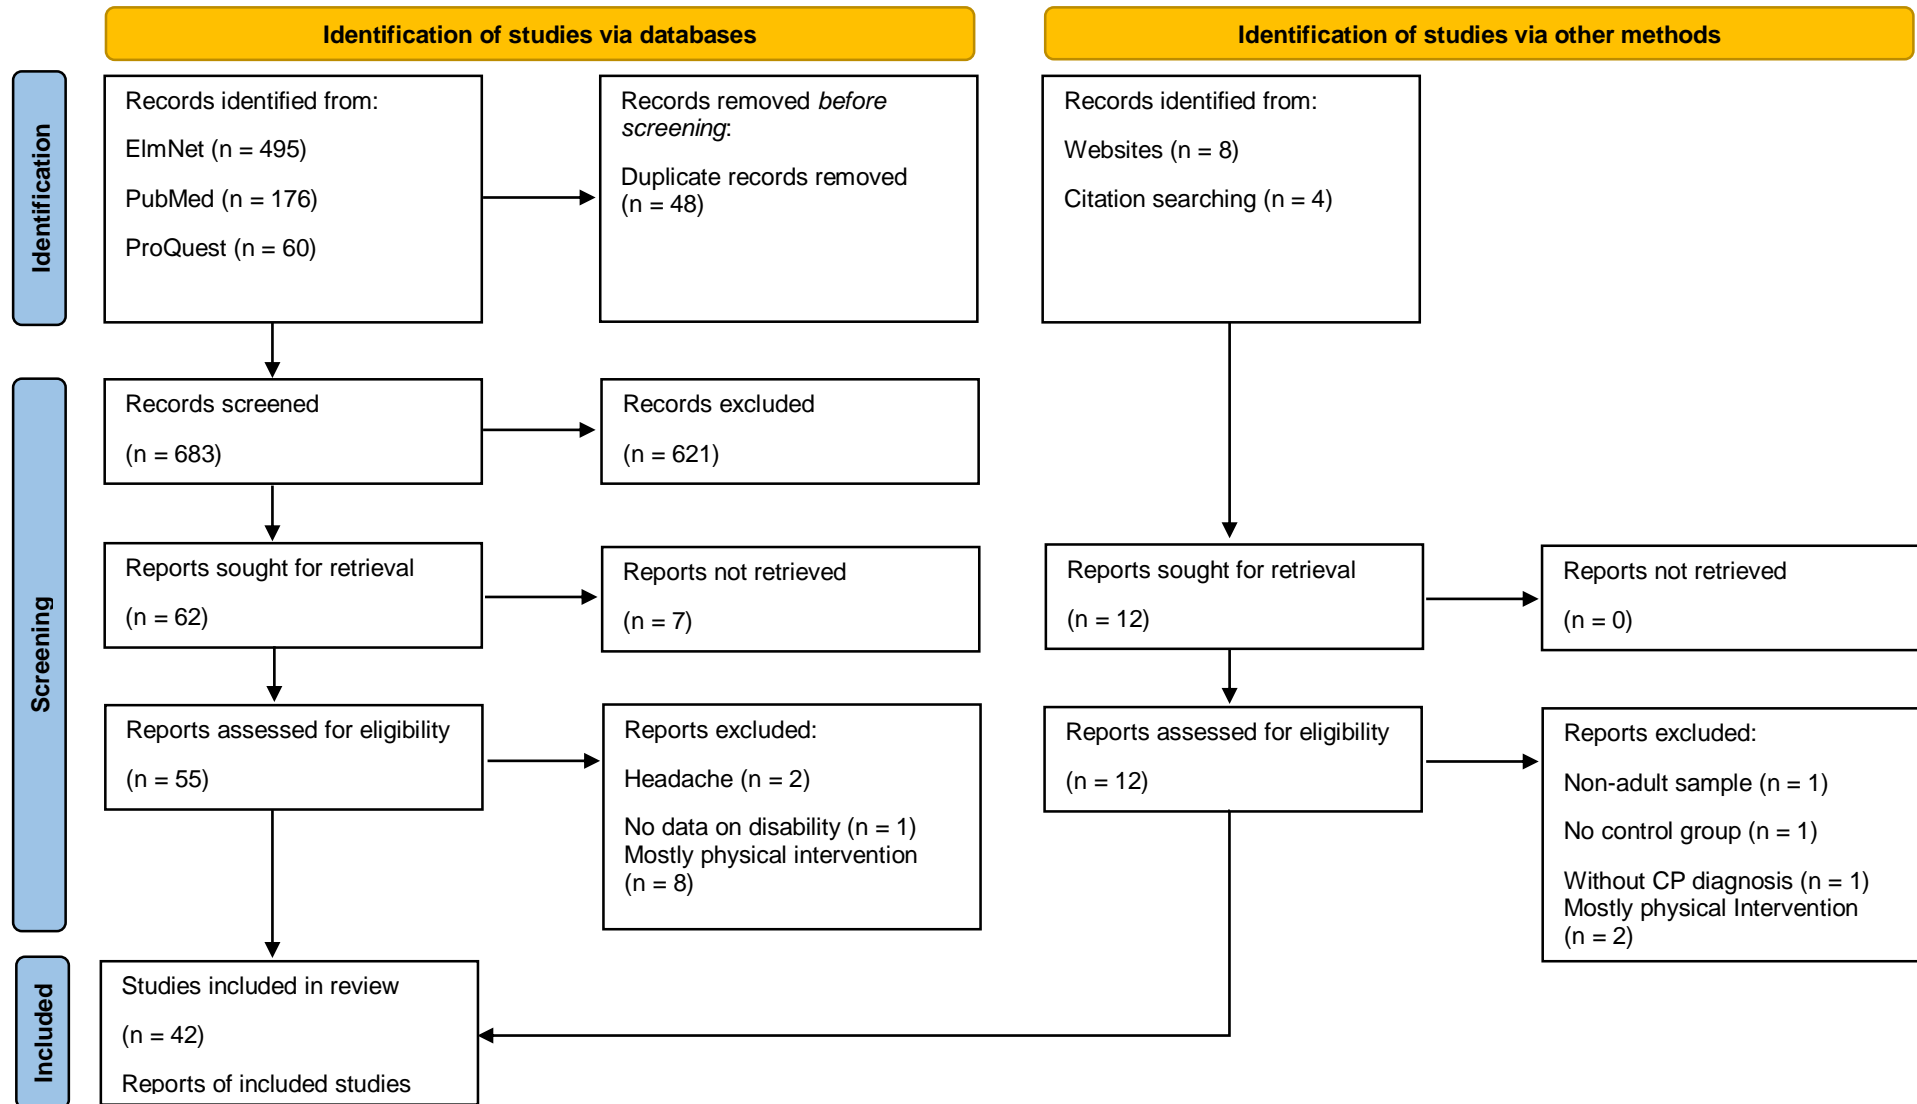 Identification of studies via databases
Identification of studies via other methods
Identification
Records identified from:
ElmNet (n = 495)
PubMed (n = 176)
ProQuest (n = 60)
Records removed before
screening:
Duplicate records removed
(n = 48)
Records identified from:
Websites (n = 8)
Citation searching (n = 4)
Screening
Records screened
(n = 683)
Records excluded
(n = 621)
Reports sought for retrieval
(n = 62)
Reports not retrieved
(n = 7)
Reports sought for retrieval
(n = 12)
Reports not retrieved
(n = 0)
Reports assessed for eligibility
(n = 55)
Reports excluded:
Headache (n = 2)
No data on disability (n = 1)
Mostly physical intervention
(n = 8)
Reports assessed for eligibility
(n = 12)
Reports excluded:
Non-adult sample (n = 1)
No control group (n = 1)
Without CP diagnosis (n = 1)
Mostly physical Intervention
(n = 2)
Included
Studies included in review
(n = 42)
Reports of included studies